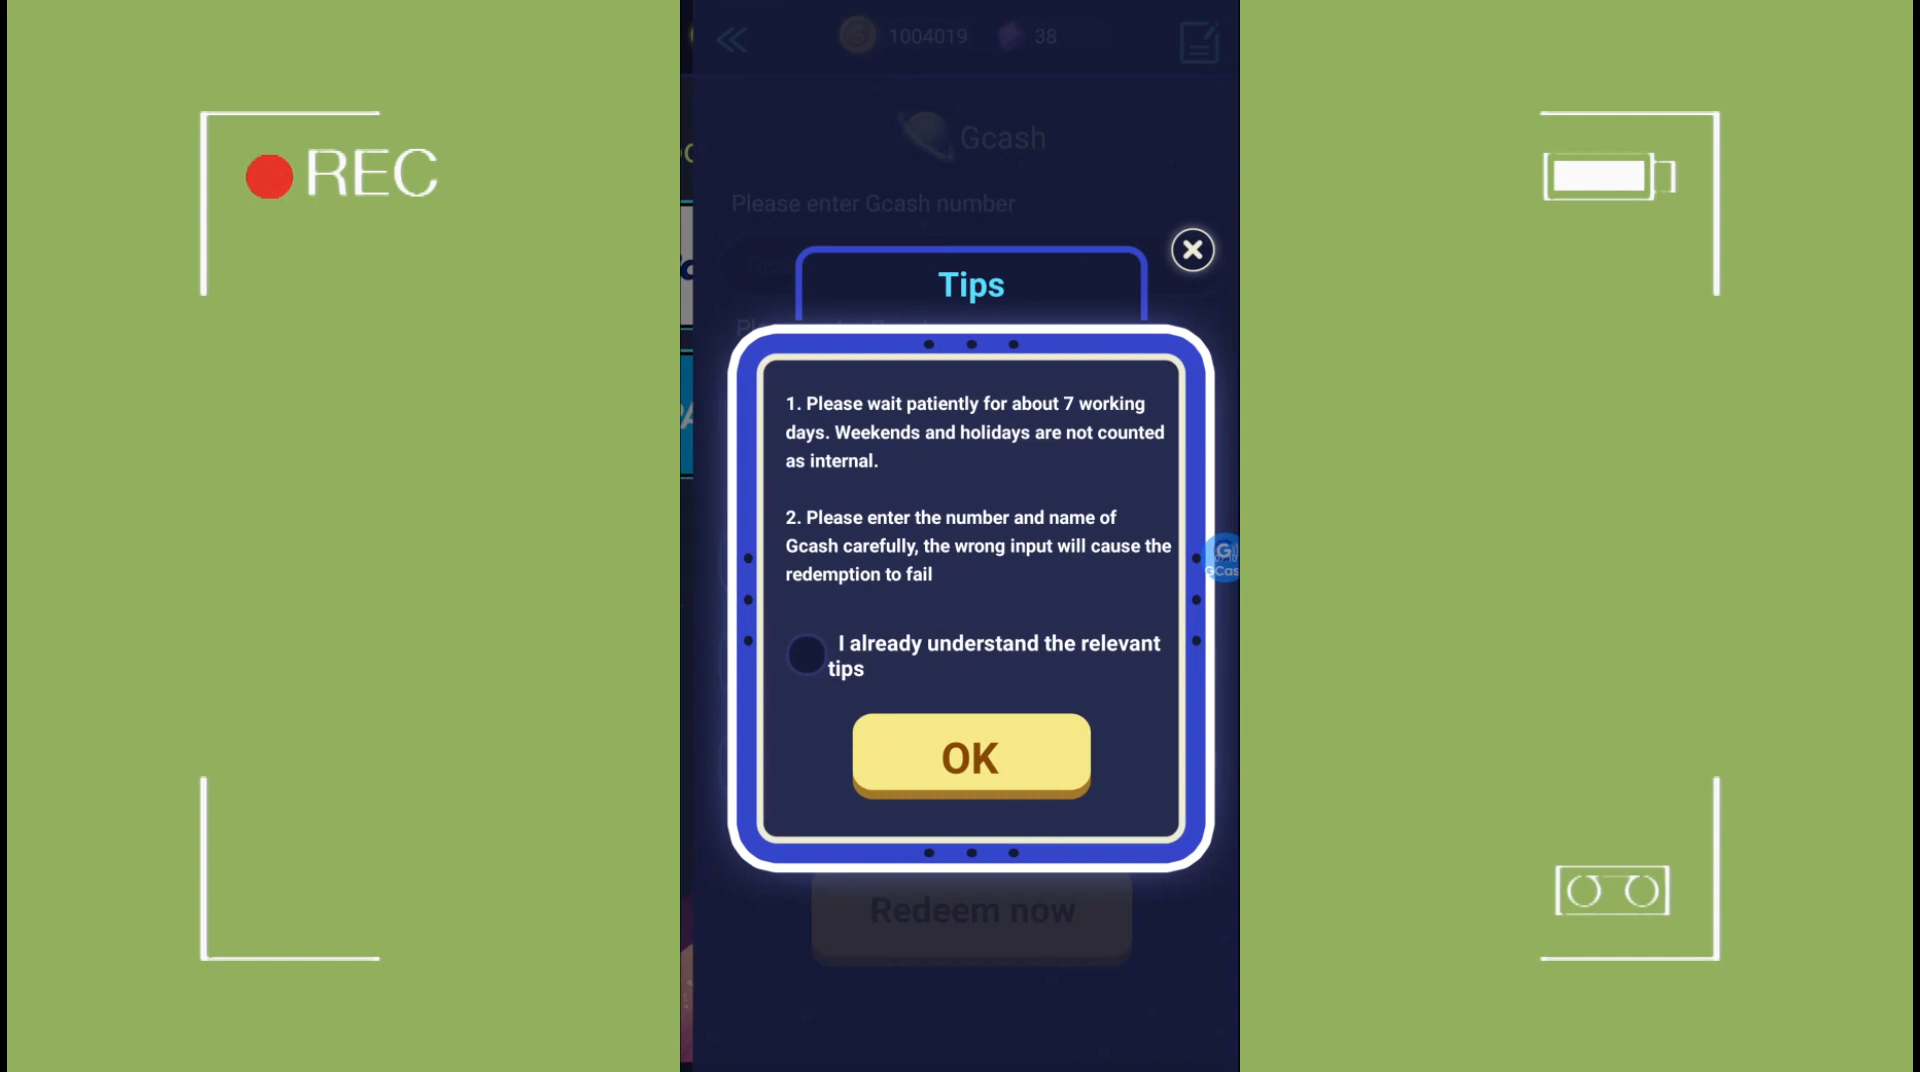 REC
1004019 38
Gcash
Please enter Gcash number
Tips
1. Please wait patiently for about 7 working
days. Weekends and holidays are not counted
as internal.
2. Please enter the number and name of
Gcash carefully, the wrong input will cause the
redemption to fail
I already understand the relevant
tips
OK
Redeem now